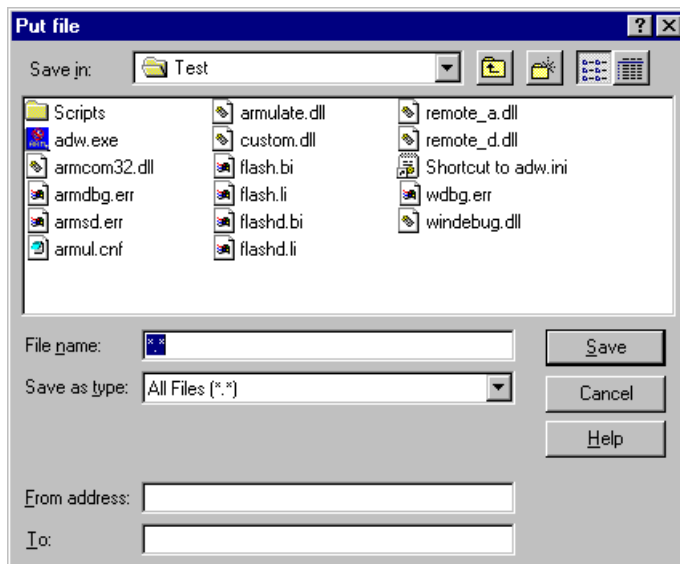 Put file
Save in: Test
Scripts
adw.exe
armcom32.dll
armdbg.err
armsd.err
armul.cnf
armulate.dll
custom.dll
flash.bi
flash.li
flashd.bi
flashd.li
remote_a.dll
remote_d.dll
Shortcut to adw.ini
wdbg.err
windebug.dll
File name: *.*
Save
Save as type: All Files (*.*)
Cancel
Help
From address:
To: